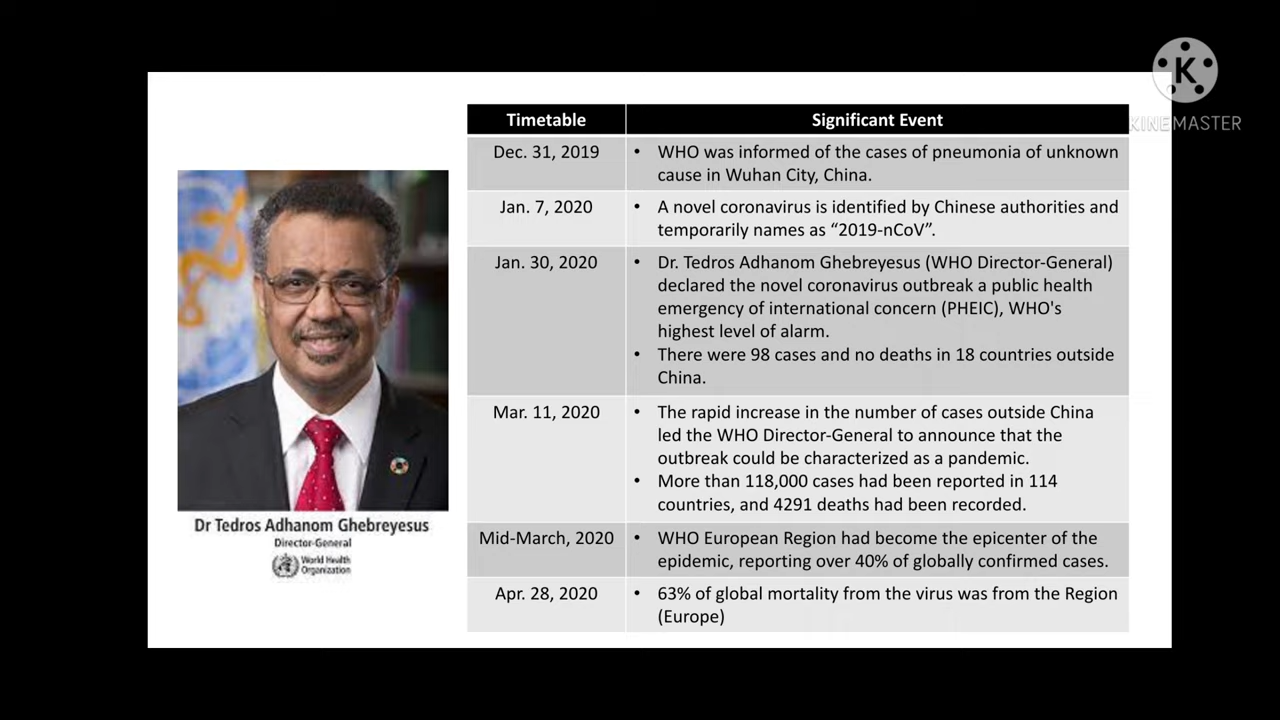 K
KINEMASTER
Timetable
Significant Event
Dec. 31, 2019
• WHO was informed of the cases of pneumonia of unknown
cause in Wuhan City, China.
Jan. 7, 2020
• A novel coronavirus is identified by Chinese authorities and
temporarily names as “2019-nCoV”.
Jan. 30, 2020
• Dr. Tedros Adhanom Ghebreyesus (WHO Director-General)
declared the novel coronavirus outbreak a public health
emergency of international concern (PHEIC), WHO's
highest level of alarm.
• There were 98 cases and no deaths in 18 countries outside
China.
Mar. 11, 2020
• The rapid increase in the number of cases outside China
led the WHO Director-General to announce that the
outbreak could be characterized as a pandemic.
• More than 118,000 cases had been reported in 114
countries, and 4291 deaths had been recorded.
Mid-March, 2020
• WHO European Region had become the epicenter of the
epidemic, reporting over 40% of globally confirmed cases.
Apr. 28, 2020
• 63% of global mortality from the virus was from the Region
(Europe)
Dr Tedros Adhanom Ghebreyesus
Director-General
World Health
Organization